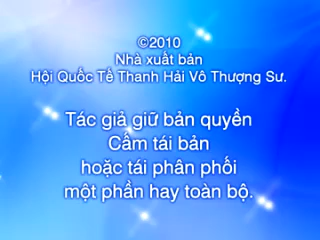 ©2010
Nhà xuất bản
Hội Quốc Tế Thanh Hải Vô Thượng Sư.
Tác giả giữ bản quyền
Cấm tái bản
hoặc tái phân phối
một phần hay toàn bộ.